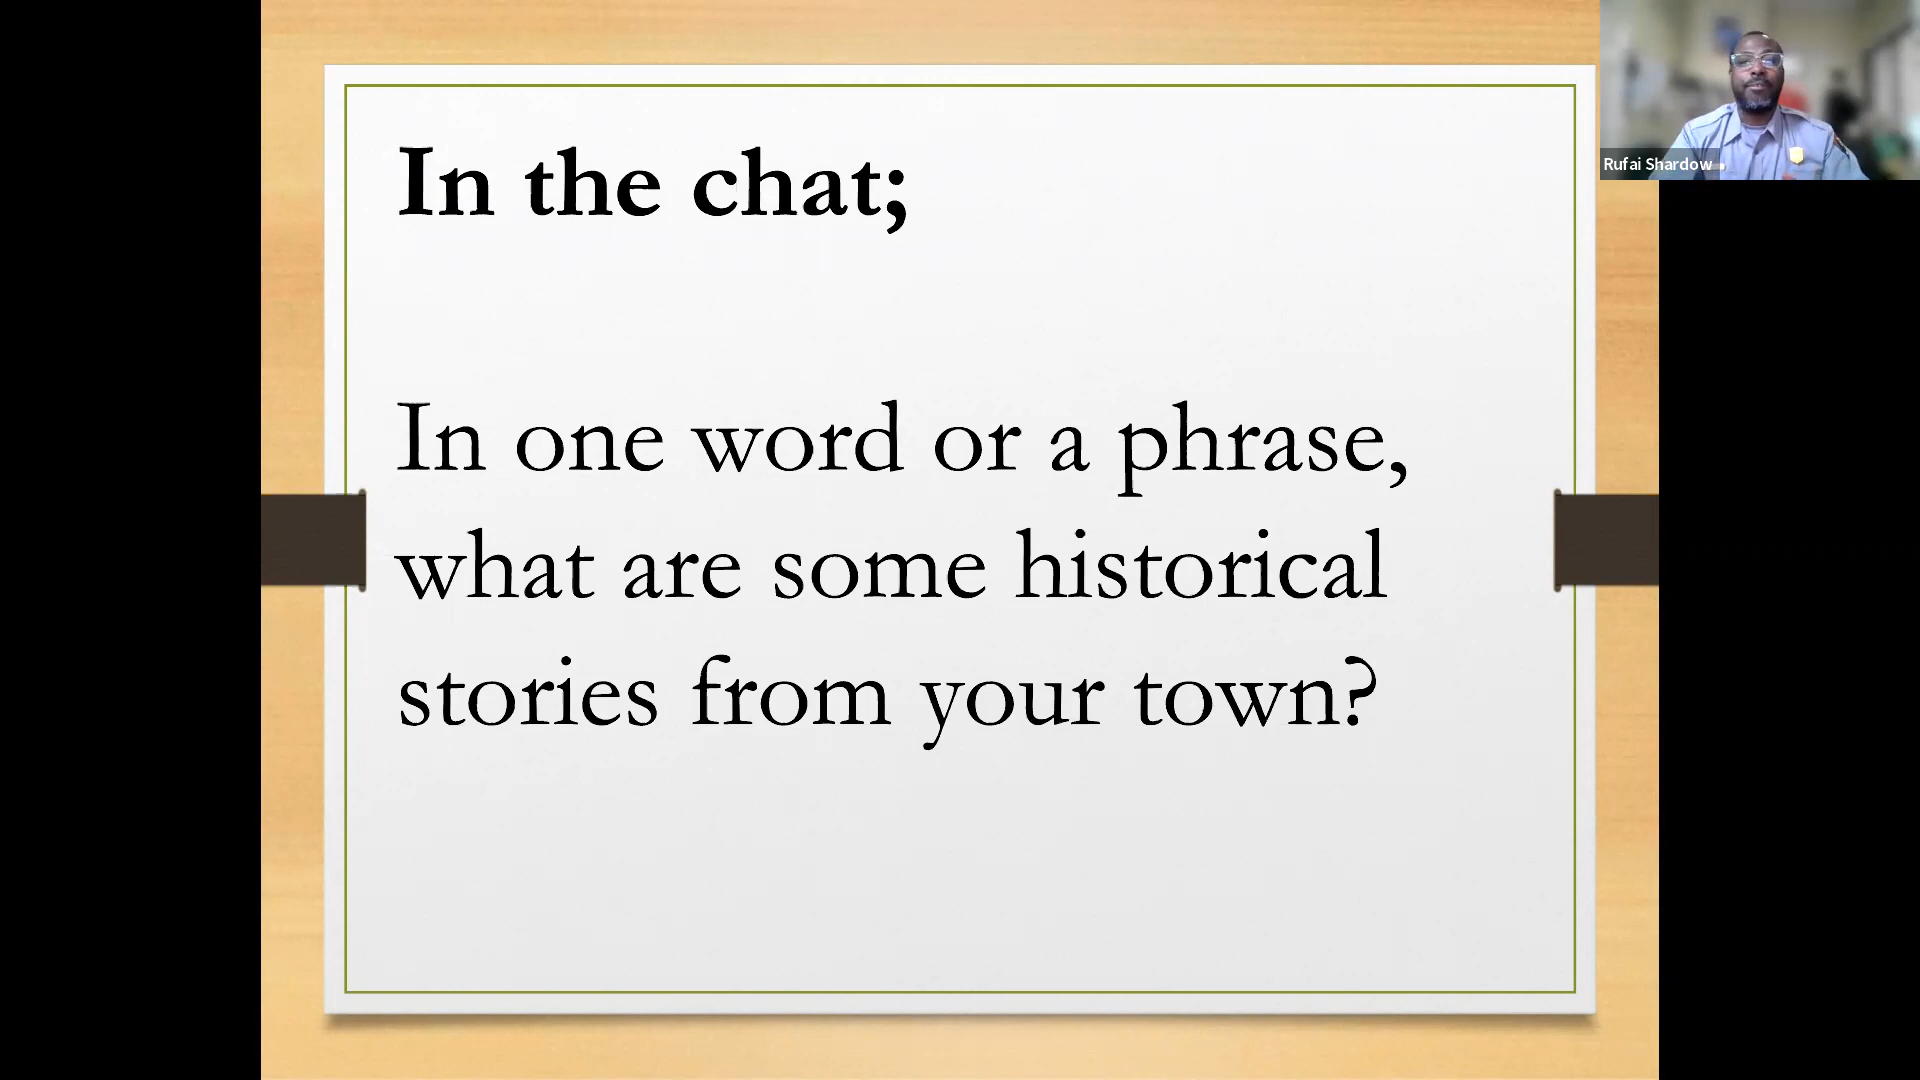 In the chat;
In one word or a phrase,
what are some historical
stories from your town?
Rufai Shardow